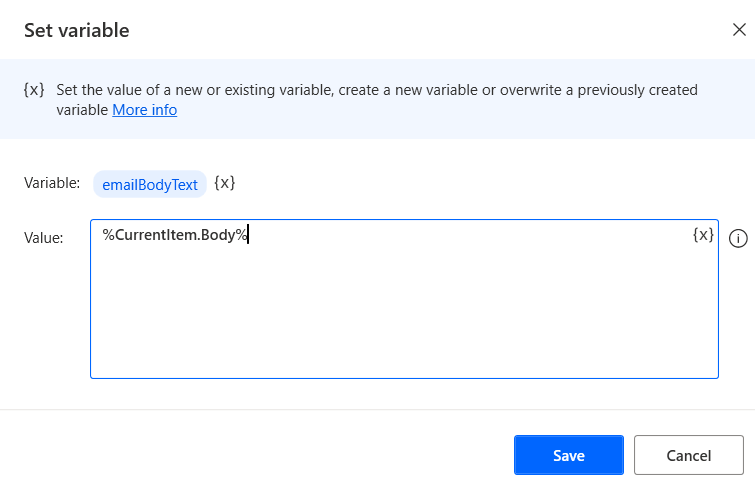 Set variable
{x} Set the value of a new or existing variable, create a new variable or overwrite a previously created
variable More info
Variable: emailBodyText {x}
Value: %CurrentItem.Body% {x}
Save Cancel